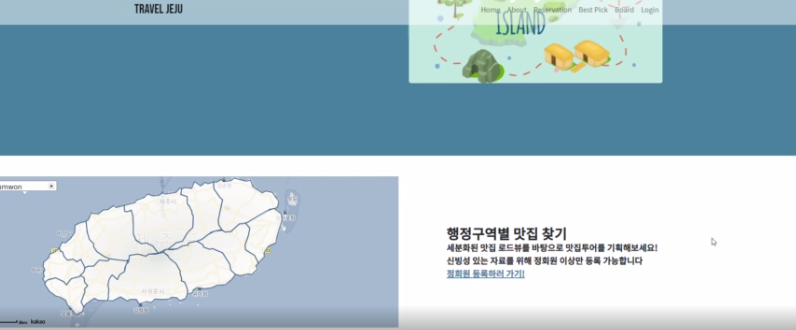 TRAVEL JEJU
Home About Reservation Best Pick Board Login
ISLAND
행정구역별 맛집 찾기
세분화된 맛집 로드뷰를 바탕으로 맛집투어를 기획해보세요!
신빙성 있는 자료를 위해 정회원 이상만 등록 가능합니다
정회원 등록하러 가기!
kakao